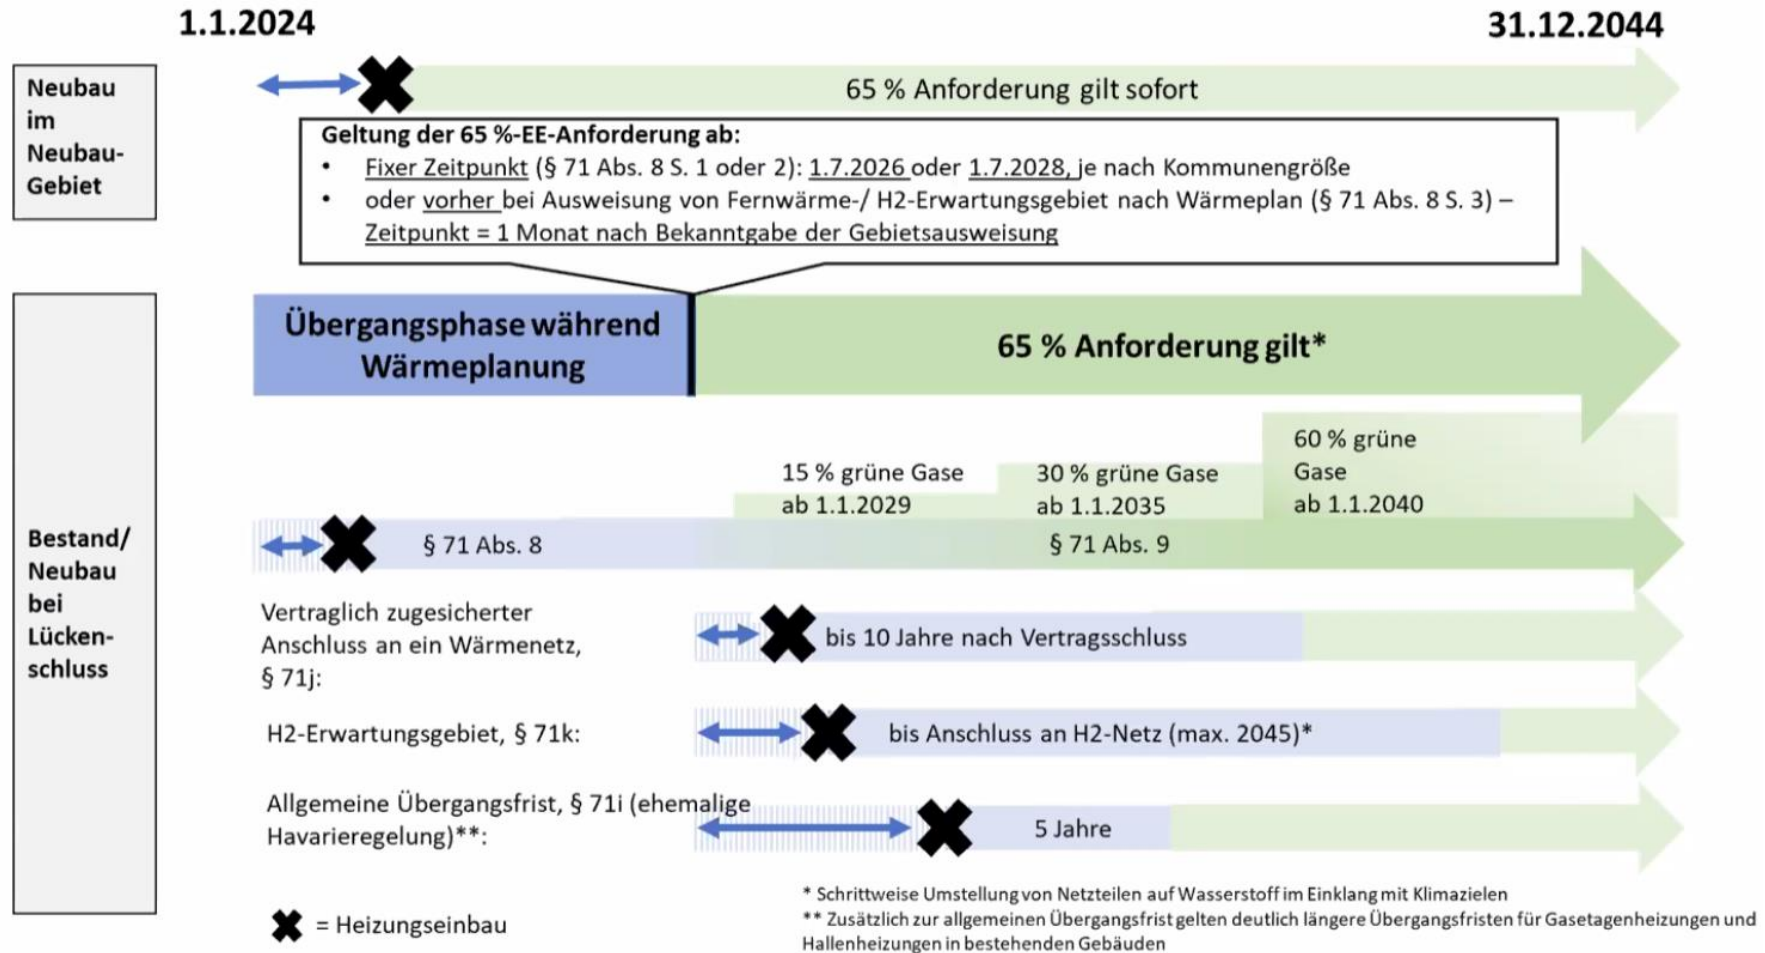 1.1.2024
31.12.2044
Neubau
im
Neubau-
Gebiet
65 % Anforderung gilt sofort
Geltung der 65 %-EE-Anforderung ab:
• Fixer Zeitpunkt (§ 71 Abs. 8 S. 1 oder 2): 1.7.2026 oder 1.7.2028, je nach Kommunengröße
• oder vorher bei Ausweisung von Fernwärme-/ H2-Erwartungsgebiet nach Wärmeplan (§ 71 Abs. 8 S. 3) –
Zeitpunkt = 1 Monat nach Bekanntgabe der Gebietsausweisung
Übergangsphase während
Wärmeplanung
65 % Anforderung gilt*
Bestand/
Neubau
bei
Lücken-
schluss
15 % grüne Gase
ab 1.1.2029
30 % grüne Gase
ab 1.1.2035
60 % grüne
Gase
ab 1.1.2040
§ 71 Abs. 8
§ 71 Abs. 9
Vertraglich zugesicherter
Anschluss an ein Wärmenetz,
§ 71j:
bis 10 Jahre nach Vertragsschluss
H2-Erwartungsgebiet, § 71k:
bis Anschluss an H2-Netz (max. 2045)*
Allgemeine Übergangsfrist, § 71i (ehemalige
Havarieregelung)**:
5 Jahre
= Heizungseinbau
* Schrittweise Umstellung von Netzteilen auf Wasserstoff im Einklang mit Klimazielen
** Zusätzlich zur allgemeinen Übergangsfrist gelten deutlich längere Übergangsfristen für Gasetagenheizungen und
Hallenheizungen in bestehenden Gebäuden